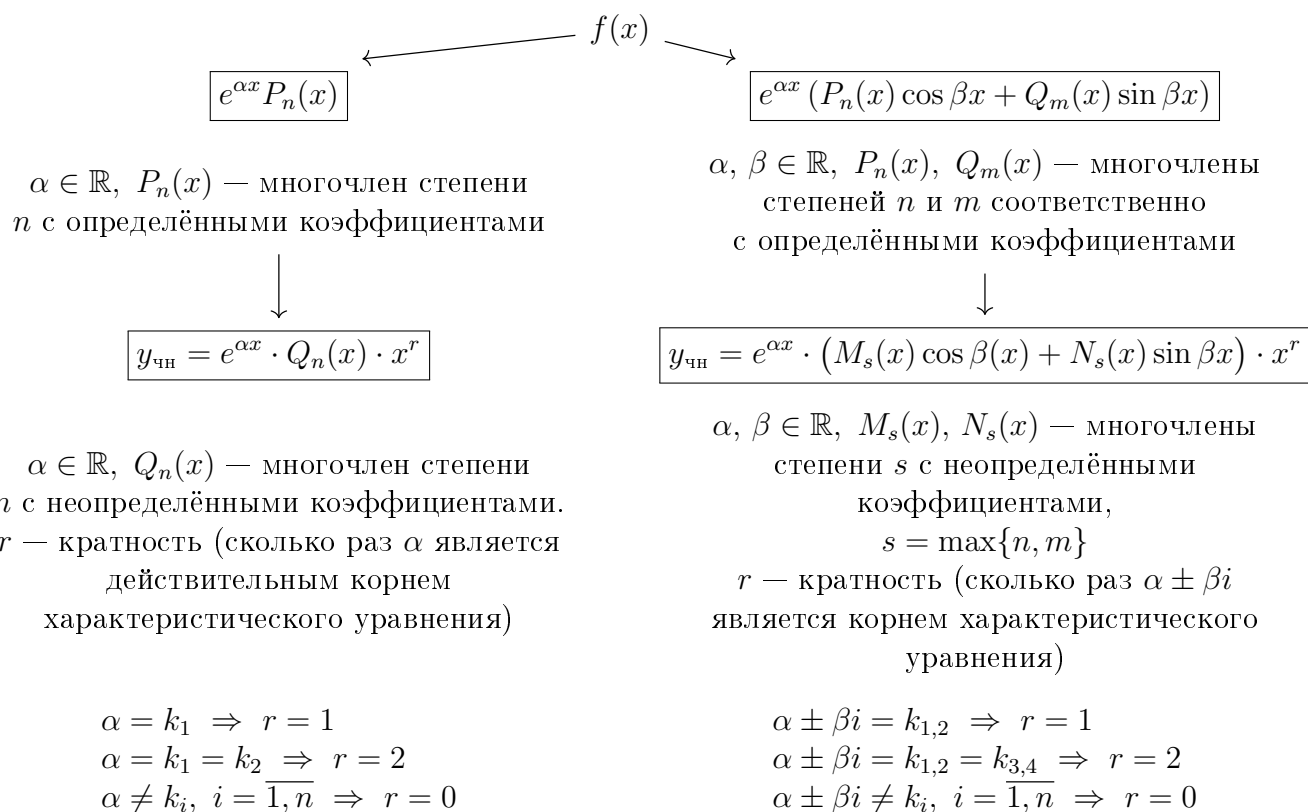 f(x)
e^{αx} P_n(x)
α ∈ ℝ, P_n(x) — многочлен степени
n с определёнными коэффициентами
y_{чн} = e^{αx} · Q_n(x) · x^r
α ∈ ℝ, Q_n(x) — многочлен степени
n с неопределёнными коэффициентами.
r — кратность (сколько раз α является
действительным корнем
характеристического уравнения)
α = k_1 ⇒ r = 1
α = k_1 = k_2 ⇒ r = 2
α ≠ k_i, i = \overline{1, n} ⇒ r = 0
e^{αx} (P_n(x) cos βx + Q_m(x) sin βx)
α, β ∈ ℝ, P_n(x), Q_m(x) — многочлены
степеней n и m соответственно
с определёнными коэффициентами
y_{чн} = e^{αx} · (M_s(x) cos β(x) + N_s(x) sin βx) · x^r
α, β ∈ ℝ, M_s(x), N_s(x) — многочлены
степени s с неопределёнными
коэффициентами,
s = max{n, m}
r — кратность (сколько раз α ± βi
является корнем характеристического
уравнения)
α ± βi = k_{1,2} ⇒ r = 1
α ± βi = k_{1,2} = k_{3,4} ⇒ r = 2
α ± βi ≠ k_i, i = \overline{1, n} ⇒ r = 0